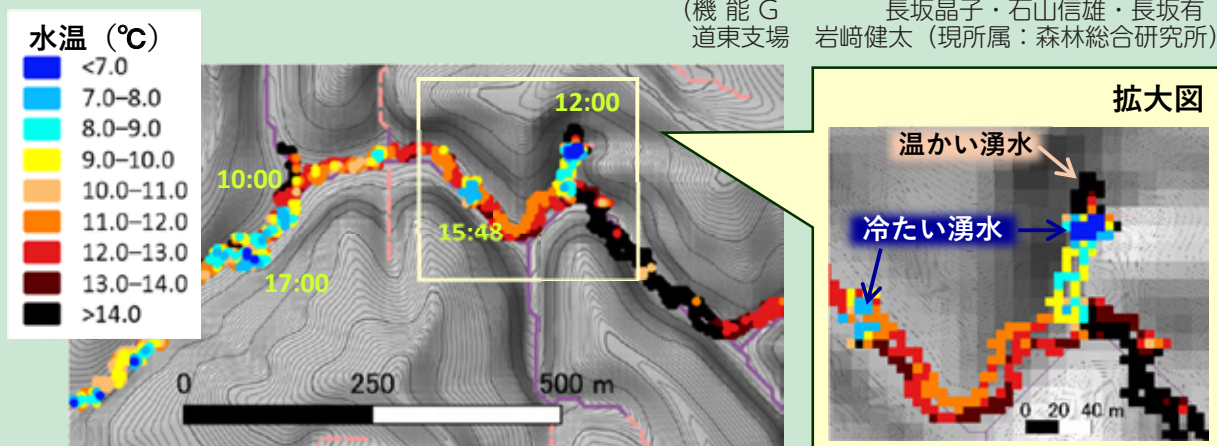 (機 能 G 長坂晶子・石山信雄・長坂有
道東支場 岩﨑健太(現所属:森林総合研究所)
水温(℃)
<7.0
7.0–8.0
8.0–9.0
9.0–10.0
10.0–11.0
11.0–12.0
12.0–13.0
13.0–14.0
>14.0
12:00
10:00
15:48
17:00
0 250 500 m
拡大図
温かい湧水
冷たい湧水
0 20 40 m